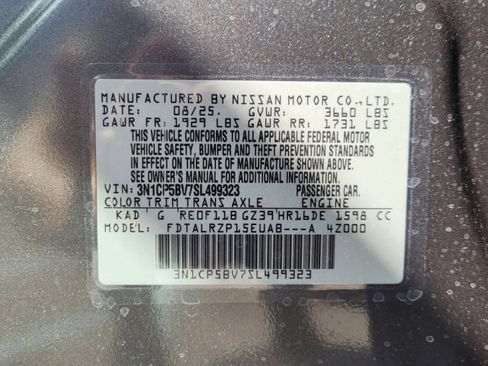 MANUFACTURED BY NISSAN MOTOR CO.,LTD.
DATE: 08/25. GVWR: 3660 LBS
GAWR FR: 1929 LBS GAWR RR: 1731 LBS
THIS VEHICLE CONFORMS TO ALL APPLICABLE FEDERAL MOTOR
VEHICLE SAFETY, BUMPER AND THEFT PREVENTION STANDARDS
IN EFFECT ON THE DATE OF MANUFACTURE SHOWN ABOVE.
SEE OWNER'S MANUAL FOR ADDITIONAL INFORMATION
VIN: 3N1CP5BV7SL499323 PASSENGER CAR.
COLOR TRIM TRANS AXLE ENGINE
KAD G RE0F11B GZ39 HR16DE 1598 CC
MODEL: FDTALRZP15EUAB---A 4Z000
3N1CP5BV7SL499323